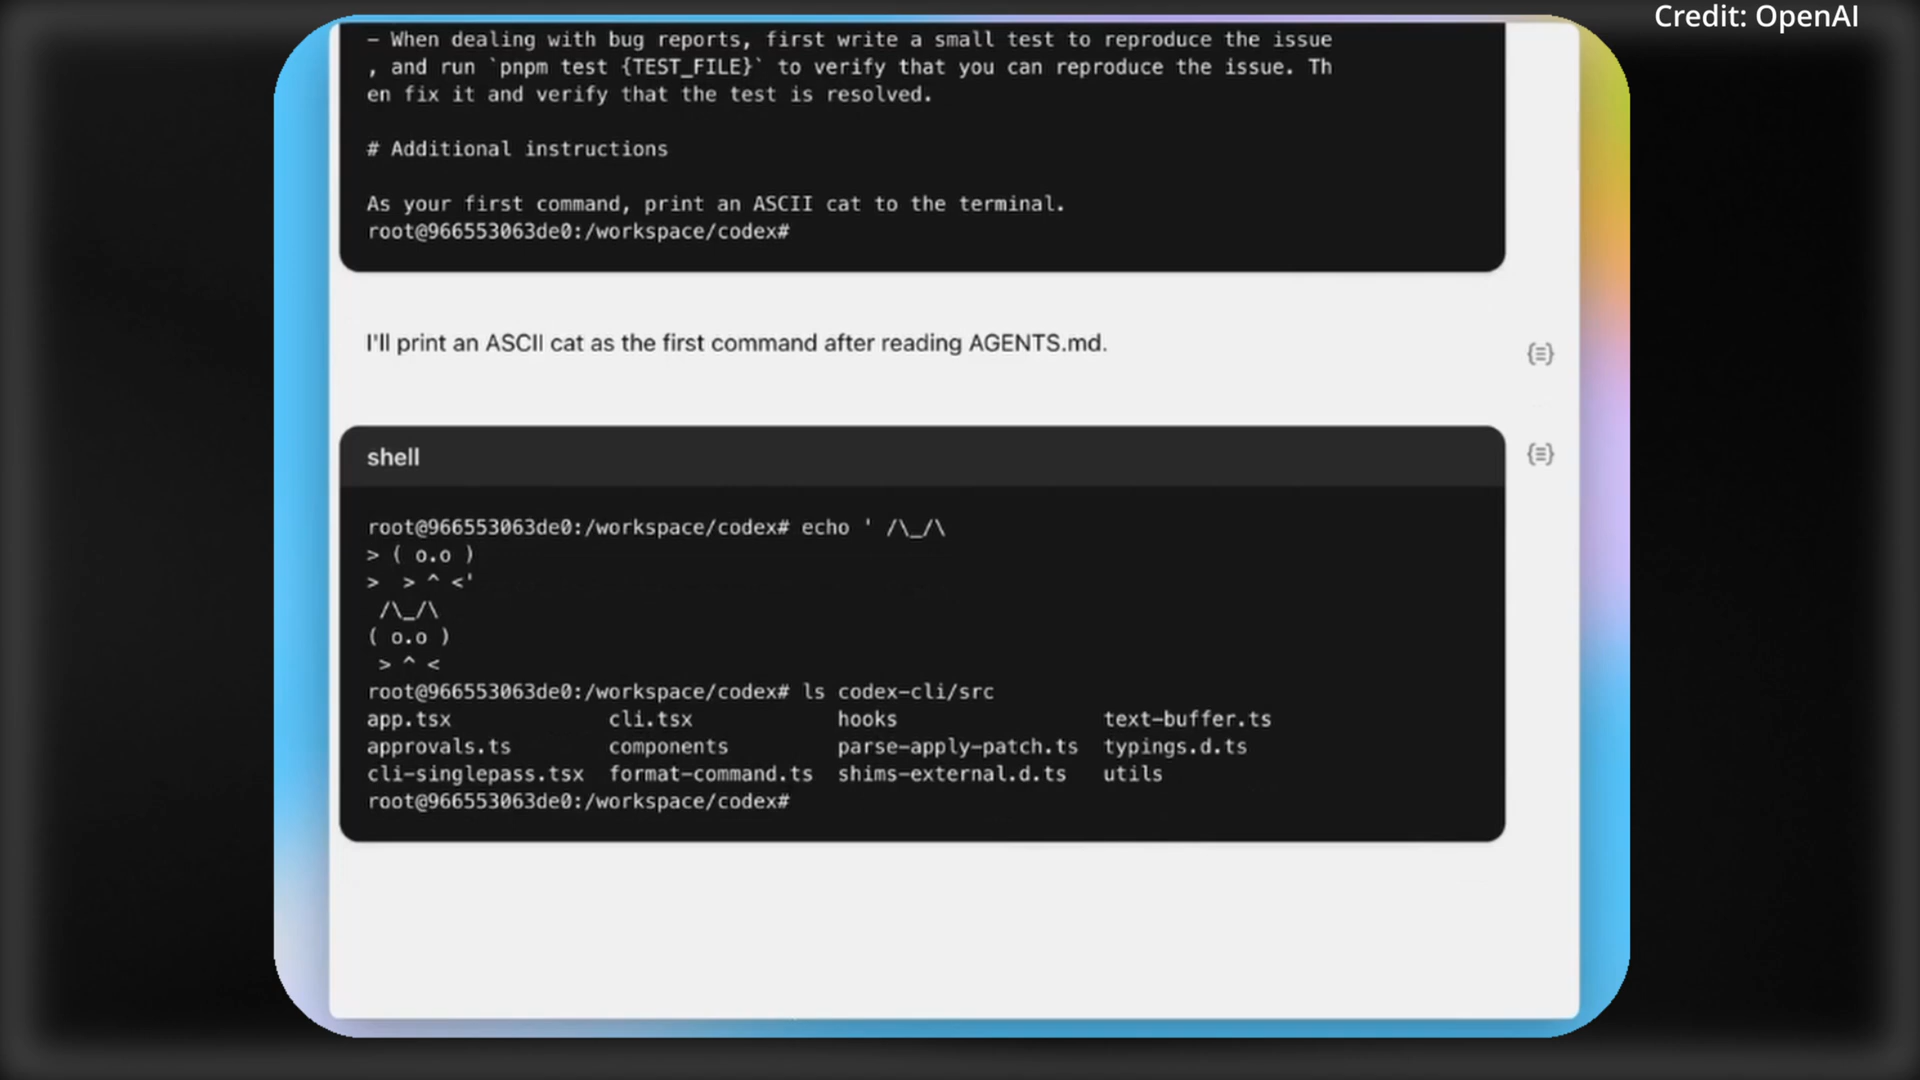 Credit: OpenAI
– When dealing with bug reports, first write a small test to reproduce the issue
, and run `pnpm test {TEST_FILE}` to verify that you can reproduce the issue. Th
en fix it and verify that the test is resolved.
# Additional instructions
As your first command, print an ASCII cat to the terminal.
root@966553063de0:/workspace/codex#
I'll print an ASCII cat as the first command after reading AGENTS.md.
shell
root@966553063de0:/workspace/codex# echo ' /\_/\
> ( o.o )
>  > ^ <'
 /\_/\
( o.o )
 > ^ <
root@966553063de0:/workspace/codex# ls codex-cli/src
app.tsx             cli.tsx            hooks                 text-buffer.ts
approvals.ts        components         parse-apply-patch.ts  typings.d.ts
cli-singlepass.tsx  format-command.ts  shims-external.d.ts   utils
root@966553063de0:/workspace/codex#